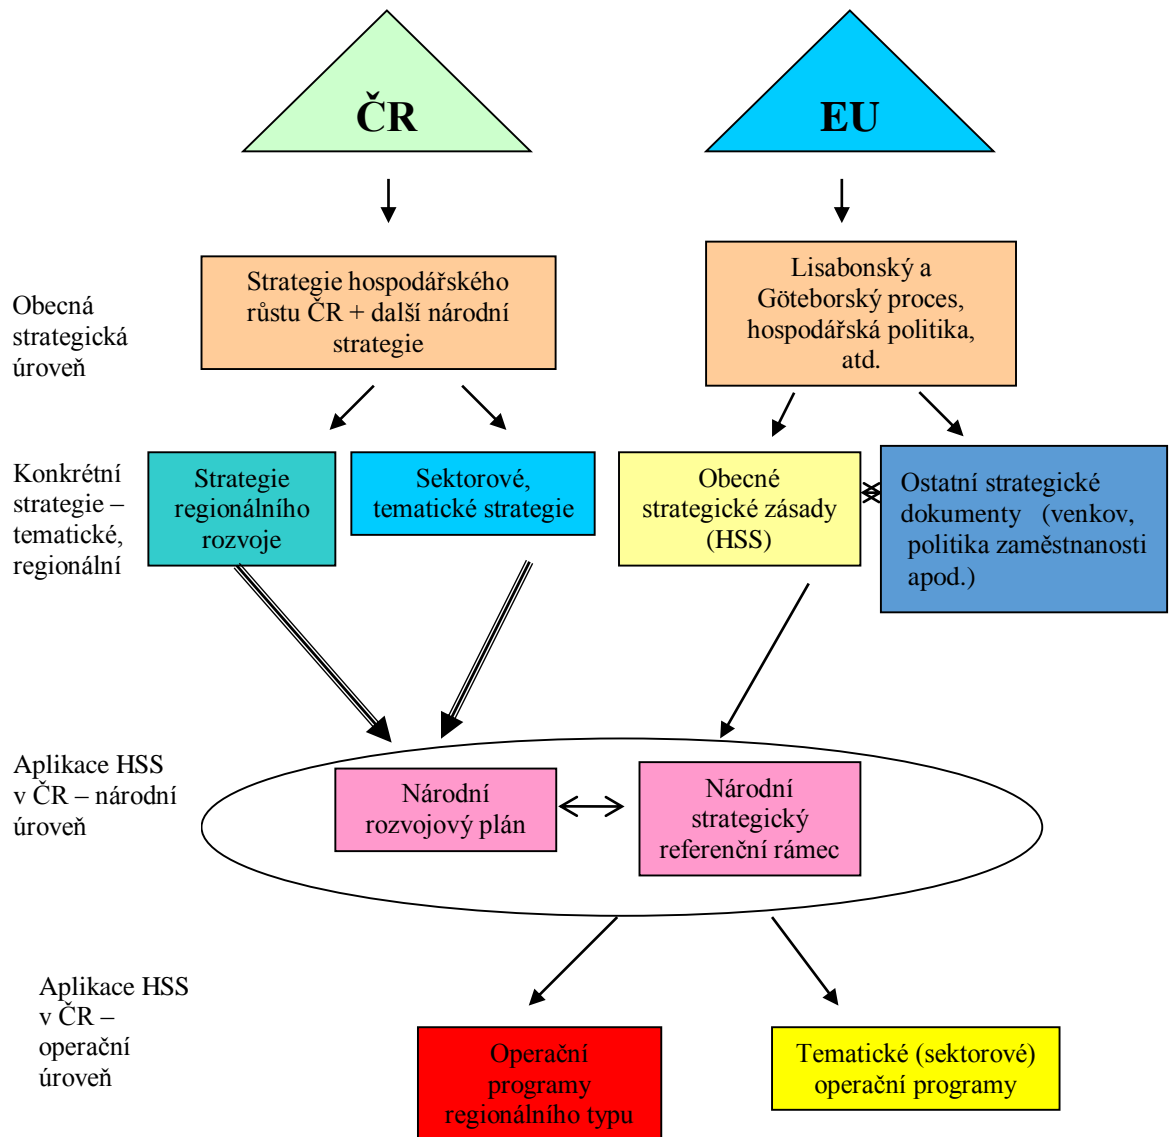 ČR
EU
Obecná
strategická
úroveň
Strategie hospodářského
růstu ČR + další národní
strategie
Lisabonský a
Göteborský proces,
hospodářská politika,
atd.
Konkrétní
strategie –
tematické,
regionální
Strategie
regionálního
rozvoje
Sektorové,
tematické strategie
Obecné
strategické zásady
(HSS)
Ostatní strategické
dokumenty (venkov,
politika zaměstnanosti
apod.)
Aplikace HSS
v ČR – národní
úroveň
Národní
rozvojový plán
Národní
strategický
referenční rámec
Aplikace HSS
v ČR –
operační
úroveň
Operační
programy
regionálního typu
Tematické (sektorové)
operační programy